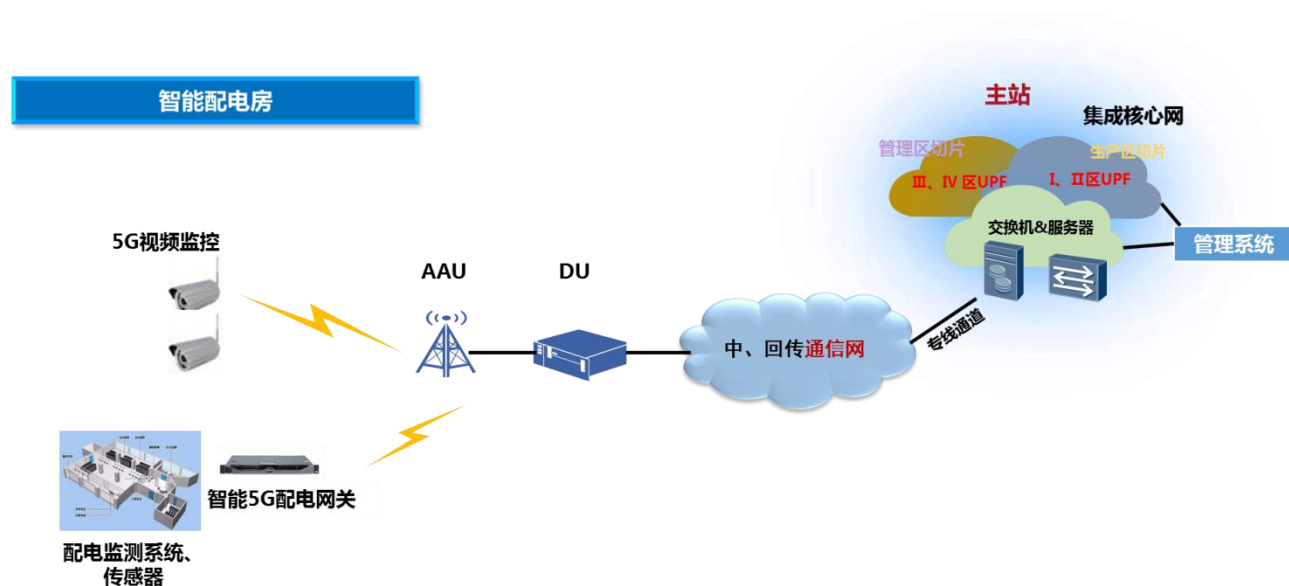 智能配电房
主站
集成核心网
管理区切片
生产区切片
Ⅲ、Ⅳ 区UPF
Ⅰ、Ⅱ区UPF
交换机&服务器
管理系统
5G视频监控
AAU
DU
中、回传通信网
专线通道
智能5G配电网关
配电监测系统、
传感器